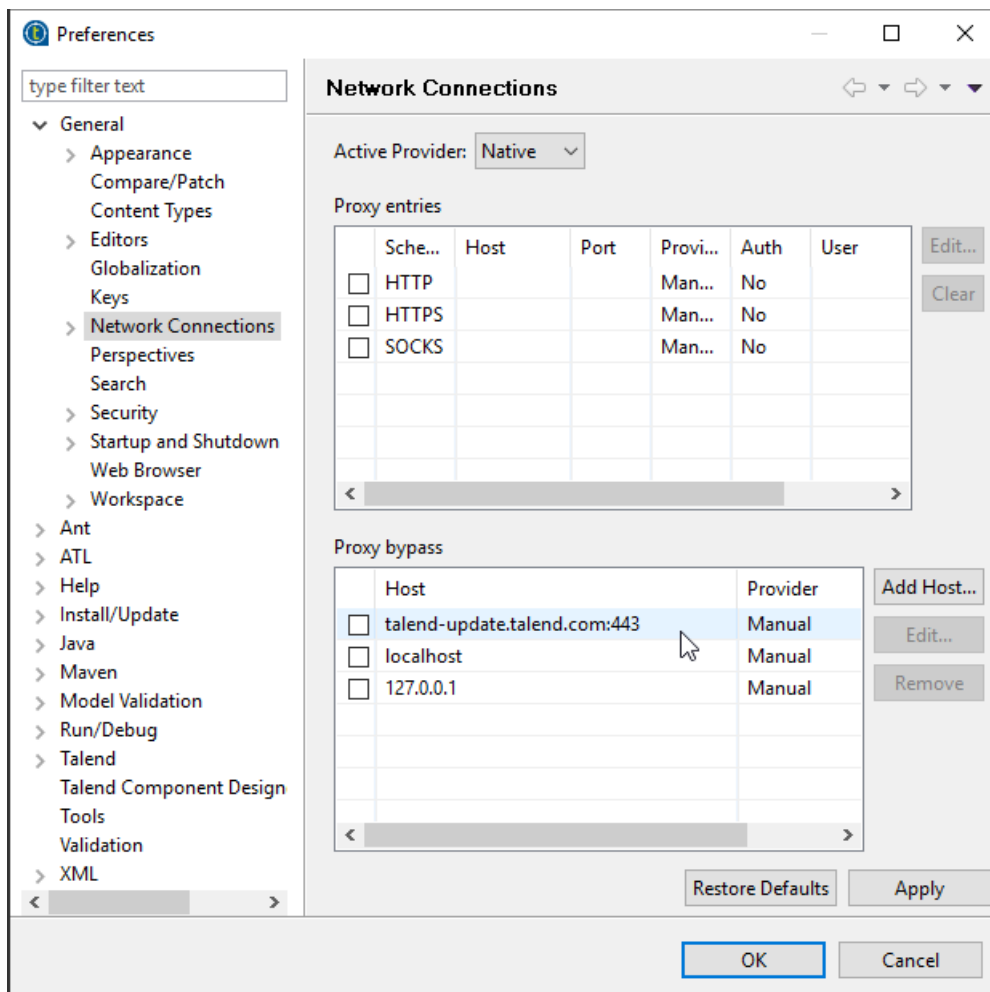 Preferences
type filter text
General
Appearance
Compare/Patch
Content Types
Editors
Globalization
Keys
Network Connections
Perspectives
Search
Security
Startup and Shutdown
Web Browser
Workspace
Ant
ATL
Help
Install/Update
Java
Maven
Model Validation
Run/Debug
Talend
Talend Component Design
Tools
Validation
XML
Network Connections
Active Provider: Native
Proxy entries
Sche... Host Port Provi... Auth User
HTTP Man... No
HTTPS Man... No
SOCKS Man... No
Edit...
Clear
Proxy bypass
Host Provider
talend-update.talend.com:443 Manual
localhost Manual
127.0.0.1 Manual
Add Host...
Edit...
Remove
Restore Defaults Apply
OK Cancel